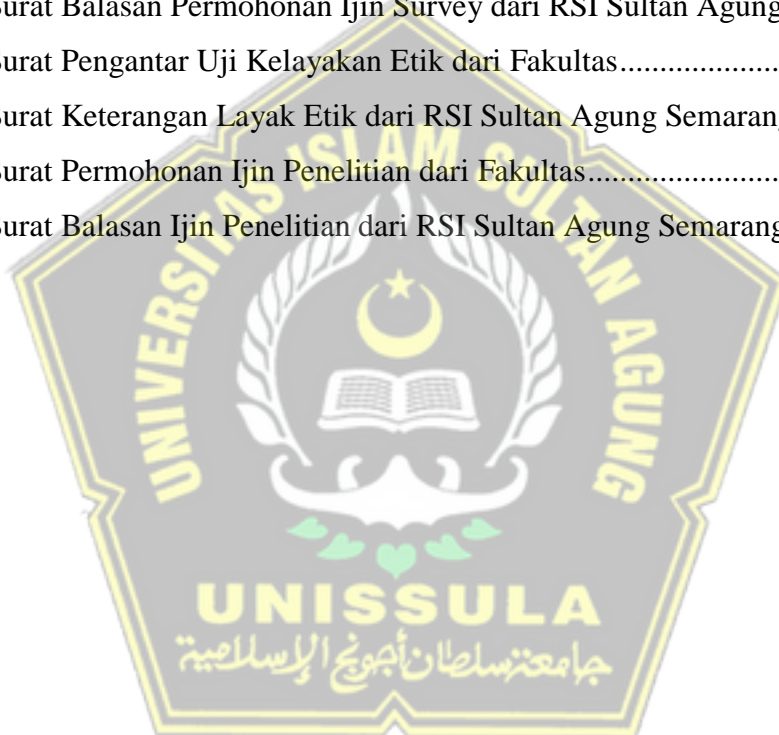 Surat Balasan Permohonan Ijin Survey dari RSI Sultan Agung
Surat Pengantar Uji Kelayakan Etik dari Fakultas........................
Surat Keterangan Layak Etik dari RSI Sultan Agung Semarang
Surat Permohonan Ijin Penelitian dari Fakultas........................
Surat Balasan Ijin Penelitian dari RSI Sultan Agung Semarang
UNIVERSITAS ISLAM SULTAN AGUNG
UNISSULA
جامعة سلطان أجونج الإسلامية